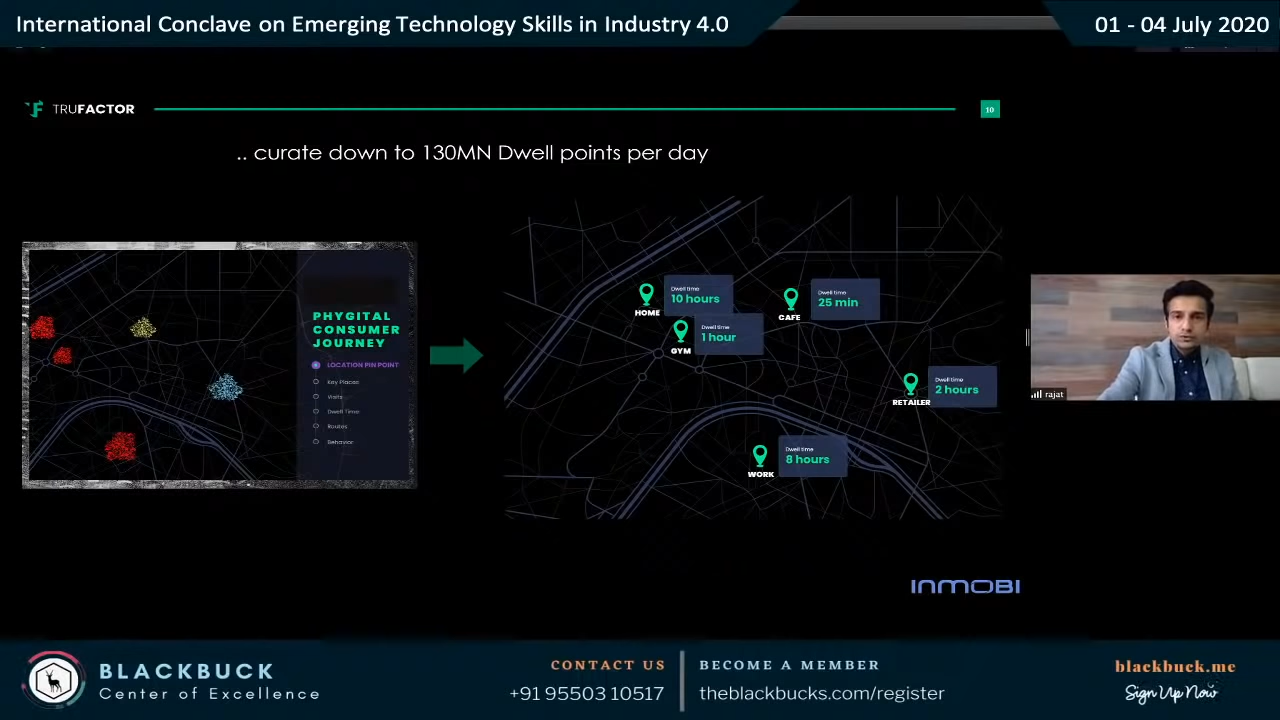 International Conclave on Emerging Technology Skills in Industry 4.0
01 - 04 July 2020
TRUFACTOR
10
.. curate down to 130MN Dwell points per day
PHYGITAL
CONSUMER
JOURNEY
LOCATION PIN POINT
Key Places
Visits
Dwell Time
Routes
Behavior
HOME
Dwell time
10 hours
CAFE
Dwell time
25 min
GYM
Dwell time
1 hour
RETAILER
Dwell time
2 hours
WORK
Dwell time
8 hours
rajat
INMOBI
BLACKBUCK
Center of Excellence
CONTACT US
+91 95503 10517
BECOME A MEMBER
theblackbucks.com/register
blackbuck.me
Sign Up Now